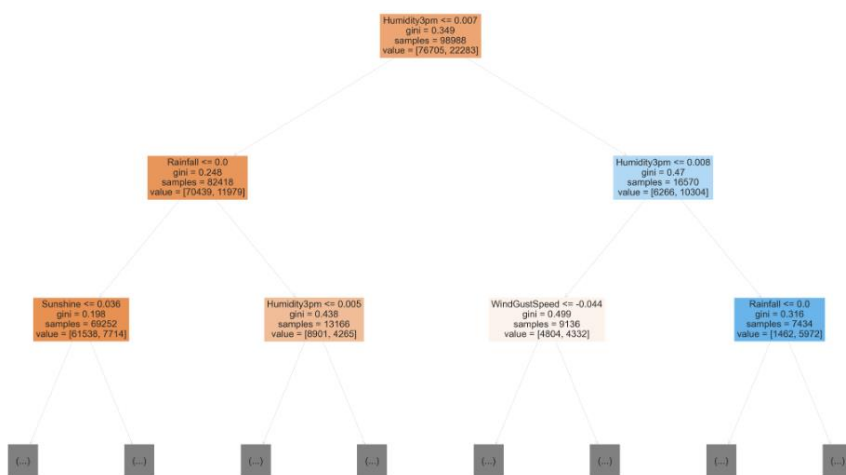 Humidity3pm <= 0.007
gini = 0.349
samples = 98988
value = [76705, 22283]
Rainfall <= 0.0
gini = 0.248
samples = 82418
value = [70439, 11979]
Humidity3pm <= 0.008
gini = 0.47
samples = 16570
value = [6266, 10304]
Sunshine <= 0.036
gini = 0.198
samples = 69252
value = [61538, 7714]
Humidity3pm <= 0.005
gini = 0.438
samples = 13166
value = [8901, 4265]
WindGustSpeed <= -0.044
gini = 0.499
samples = 9136
value = [4804, 4332]
Rainfall <= 0.0
gini = 0.316
samples = 7434
value = [1462, 5972]
(...)
(...)
(...)
(...)
(...)
(...)
(...)
(...)